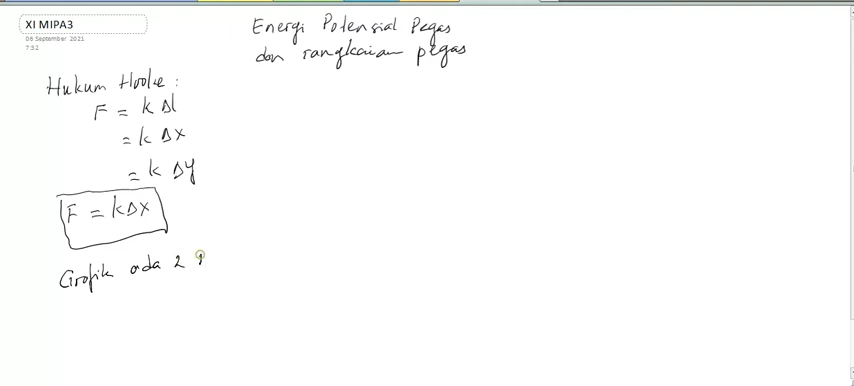 XI MIPA3
08 September 2021
7:52
Energi Potensial Pegas
dan rangkaian pegas
Hukum Hooke :
F = k Δl
= k Δx
= k Δy
F = kΔx
Grafik ada 2